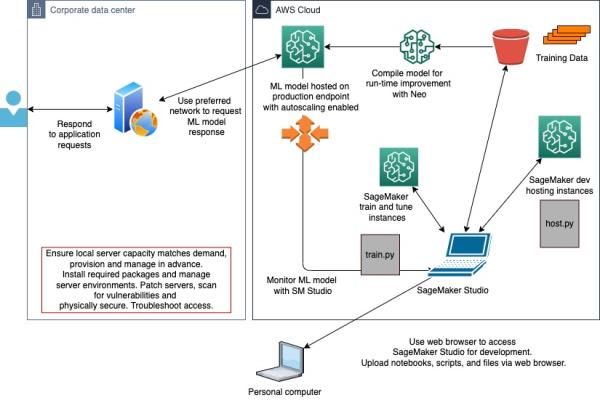 Corporate data center
AWS Cloud
Training Data
Compile model for
run-time improvement
with Neo
ML model hosted on
production endpoint
with autoscaling enabled
Use preferred
network to request
ML model
response
Respond
to application
requests
SageMaker
train and tune
instances
SageMaker dev
hosting instances
host.py
train.py
Ensure local server capacity matches demand,
provision and manage in advance.
Install required packages and manage
server environments. Patch servers, scan
for vulnerabilities and
physically secure. Troubleshoot access.
Monitor ML model
with SM Studio
SageMaker Studio
Use web browser to access
SageMaker Studio for development.
Upload notebooks, scripts, and files via web browser.
Personal computer